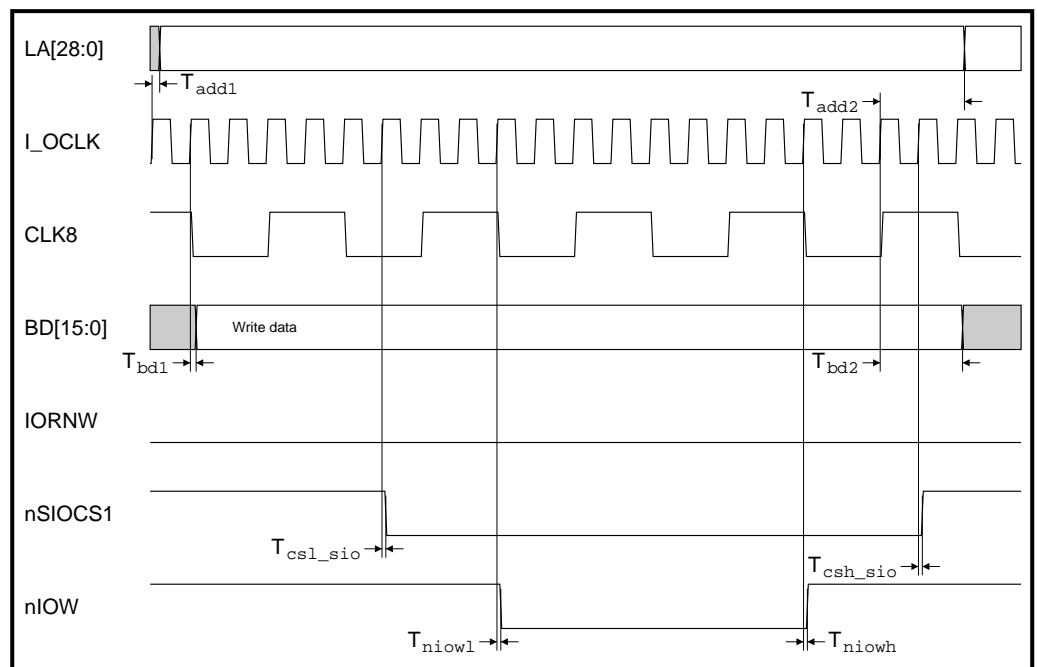 LA[28:0]
Tadd1
Tadd2
I_OCLK
CLK8
BD[15:0]
Write data
Tbd1
Tbd2
IORNW
nSIOCS1
Tcsl_sio
Tcsh_sio
nIOW
Tniowl
Tniowh